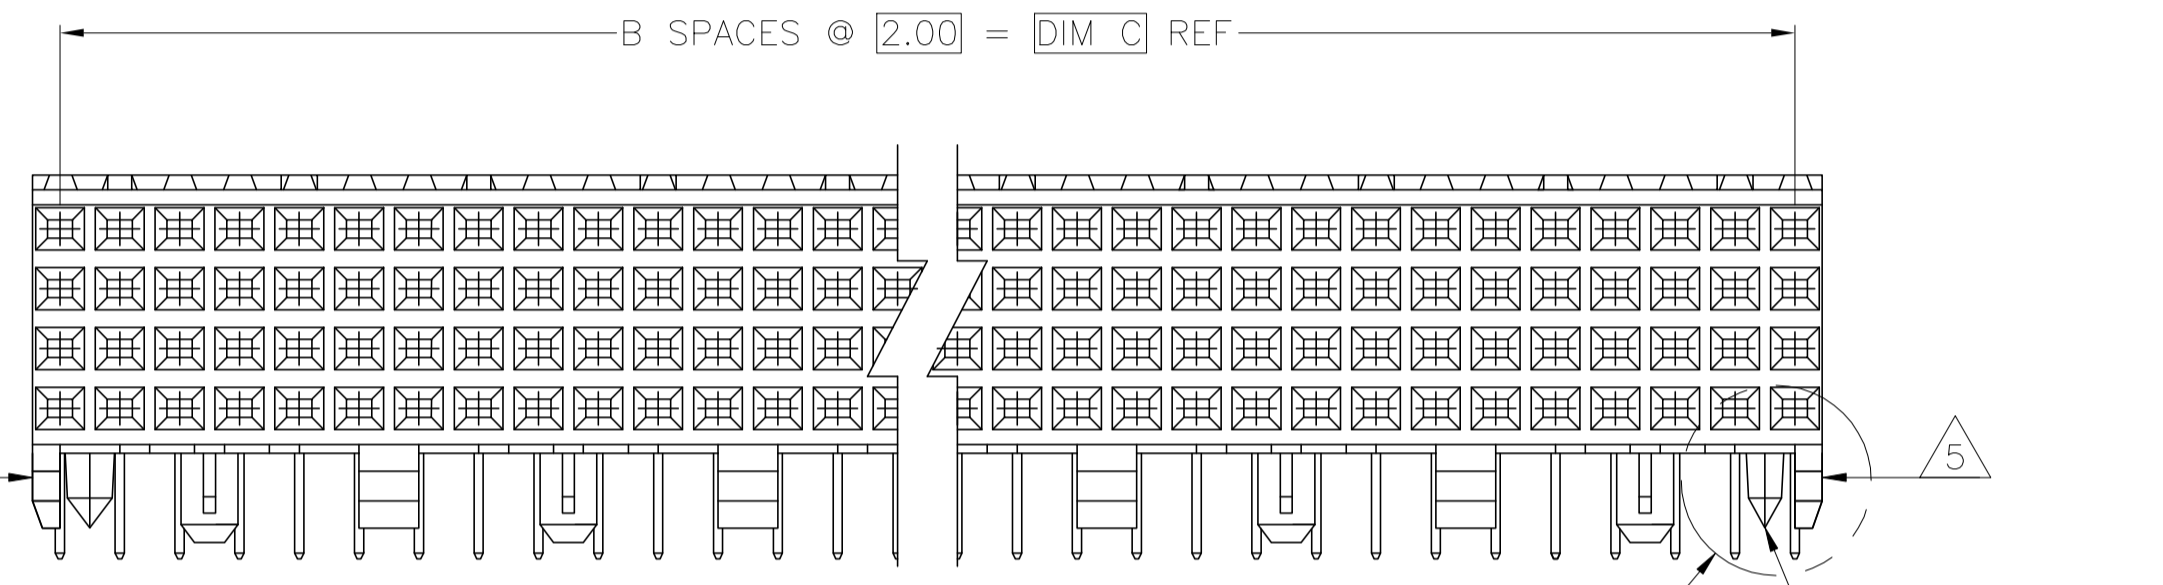 B SPACES @ 2.00 = DIM C REF
5